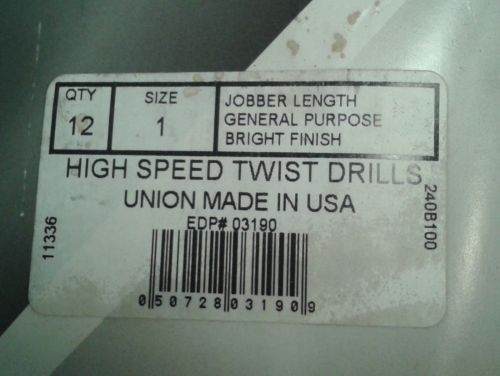 QTY
12
SIZE
1
JOBBER LENGTH
GENERAL PURPOSE
BRIGHT FINISH
HIGH SPEED TWIST DRILLS
UNION MADE IN USA
EDP# 03190
11336
240B100
0 50728 03190 9